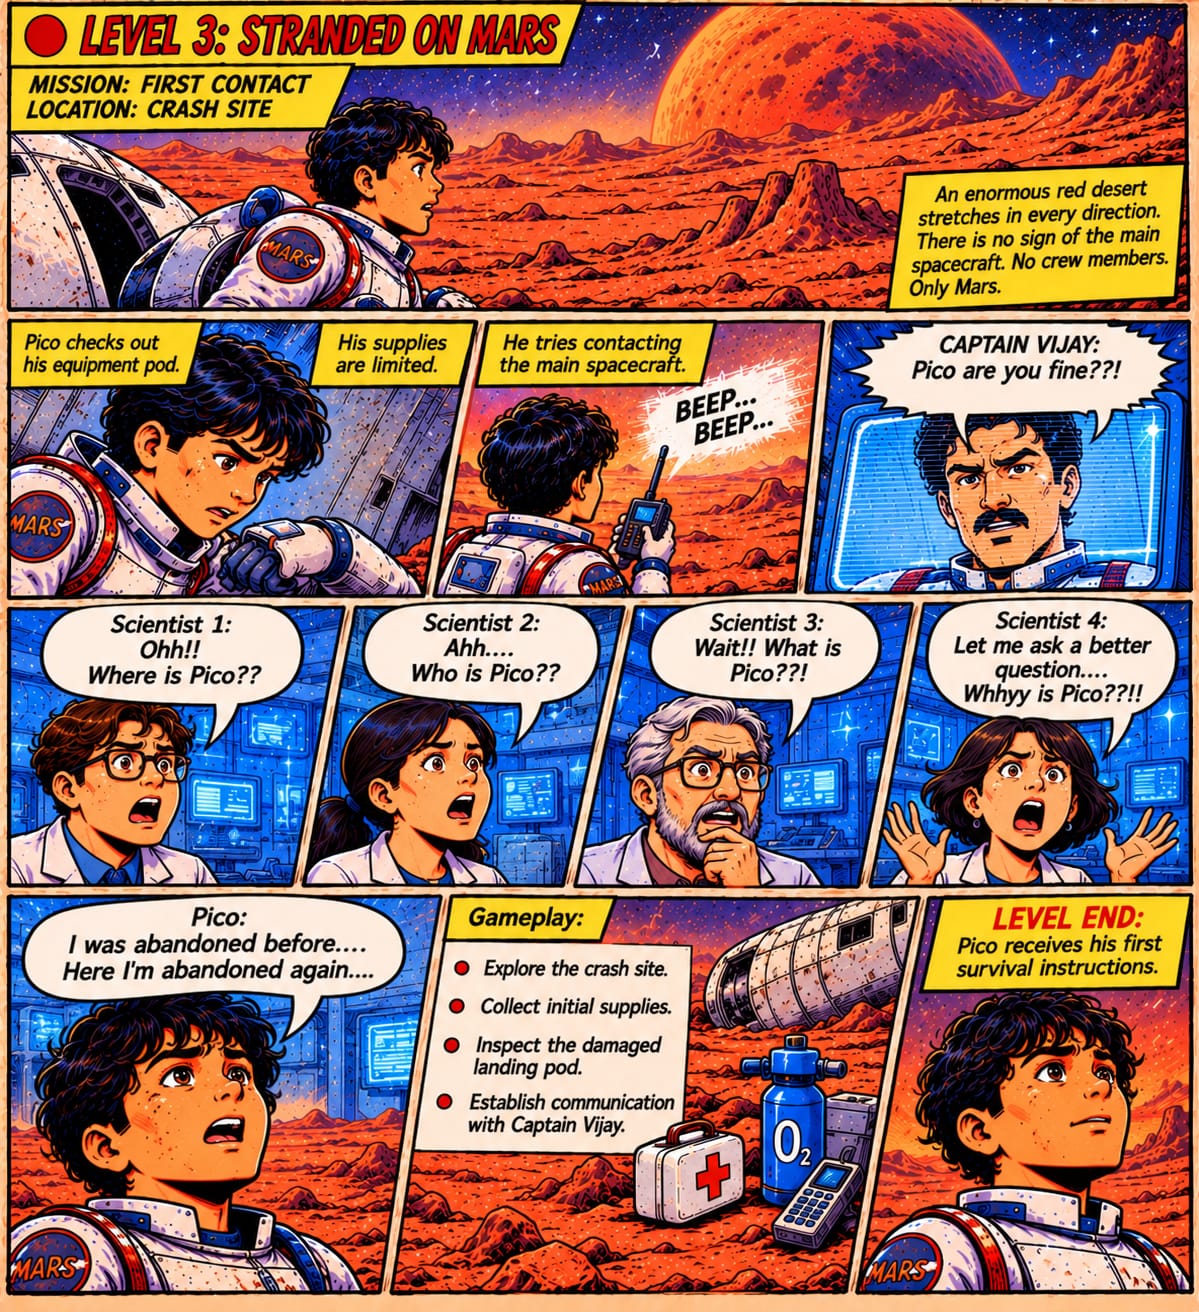 LEVEL 3: STRANDED ON MARS
MISSION: FIRST CONTACT
LOCATION: CRASH SITE
MARS
An enormous red desert
stretches in every direction.
There is no sign of the main
spacecraft. No crew members.
Only Mars.
Pico checks out
his equipment pod.
His supplies
are limited.
MARS
He tries contacting
the main spacecraft.
BEEP...
BEEP...
MARS
CAPTAIN VIJAY:
Pico are you fine??!
Scientist 1:
Ohh!!
Where is Pico??
Scientist 2:
Ahh....
Who is Pico??
Scientist 3:
Wait!! What is
Pico??!
Scientist 4:
Let me ask a better
question....
Whhyy is Pico??!!
Pico:
I was abandoned before....
Here I'm abandoned again....
MARS
Gameplay:
Explore the crash site.
Collect initial supplies.
Inspect the damaged
landing pod.
Establish communication
with Captain Vijay.
O2
LEVEL END:
Pico receives his first
survival instructions.
MARS